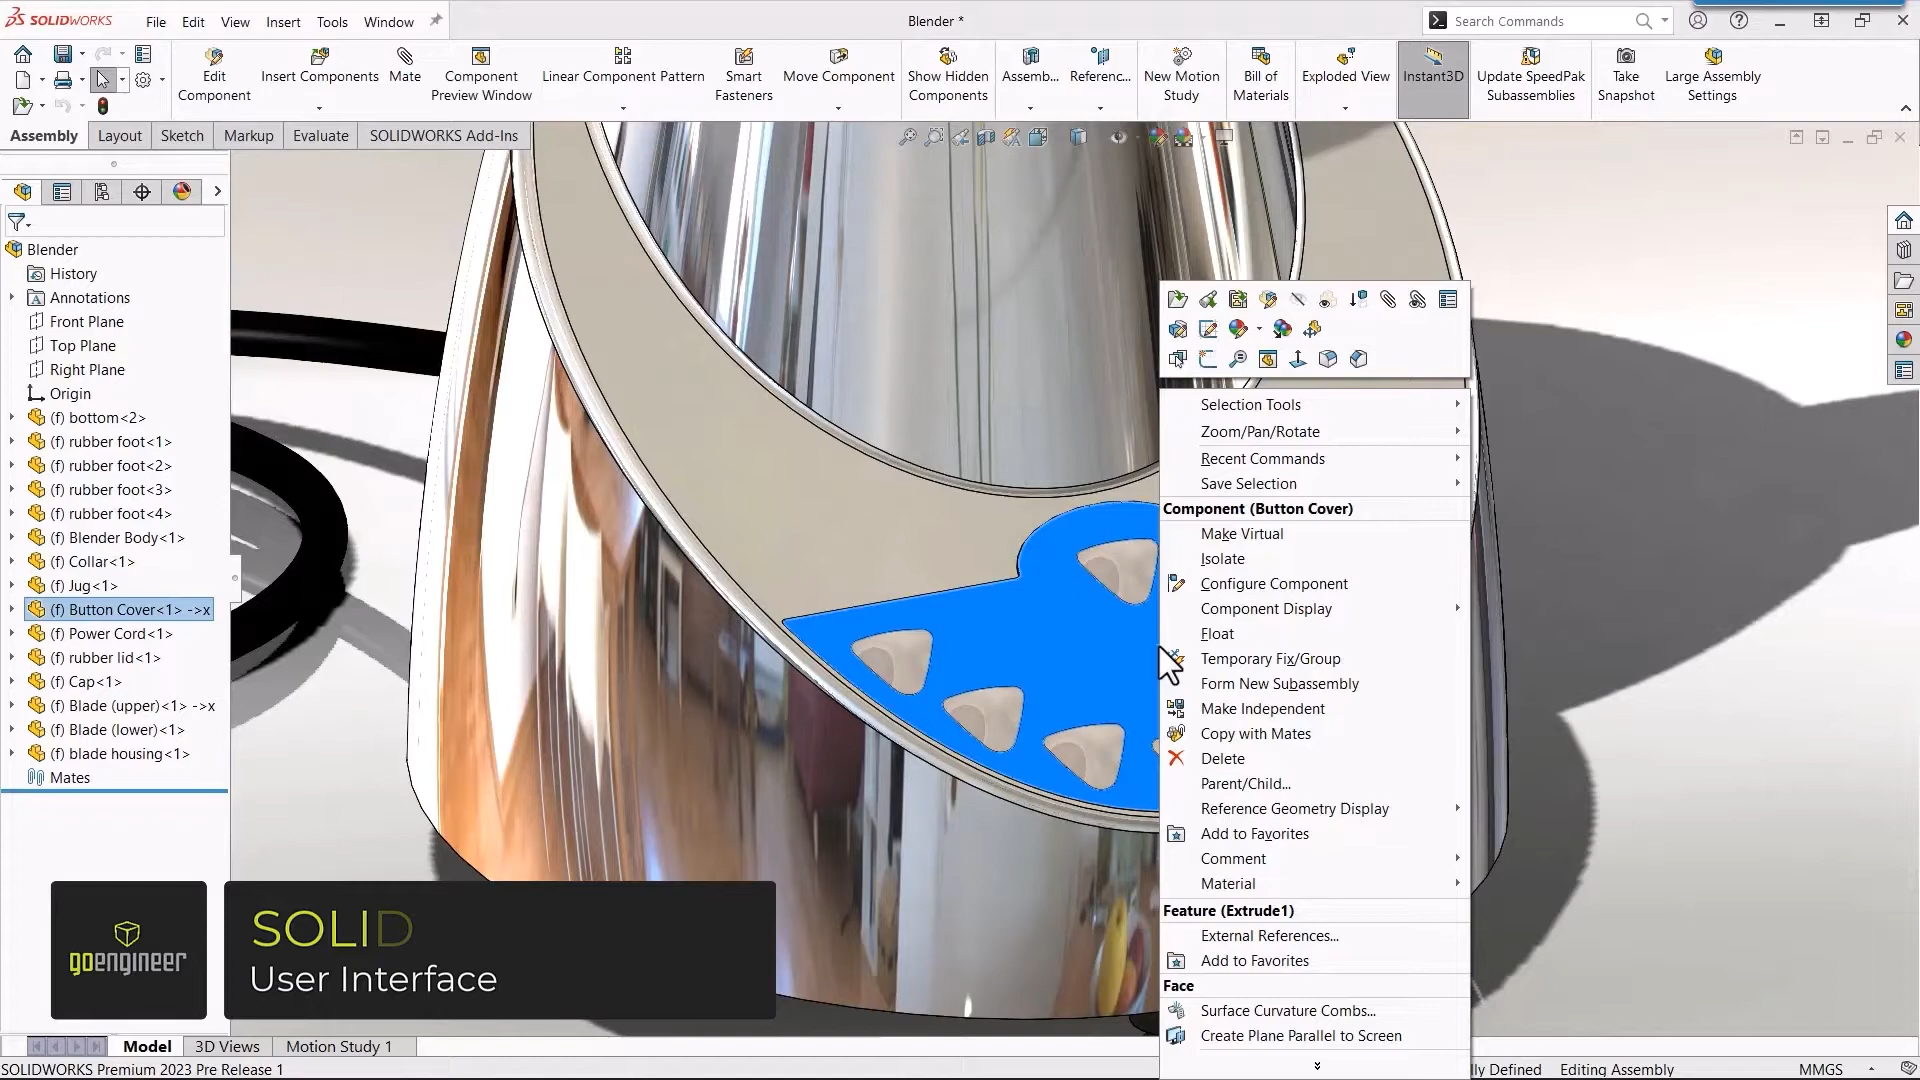 SOLIDWORKS
File Edit View Insert Tools Window
Blender *
Search Commands
Edit Component
Insert Components
Mate
Component Preview Window
Linear Component Pattern
Smart Fasteners
Move Component
Show Hidden Components
Assemb...
Referenc...
New Motion Study
Bill of Materials
Exploded View
Instant3D
Update SpeedPak Subassemblies
Take Snapshot
Large Assembly Settings
Assembly Layout Sketch Markup Evaluate SOLIDWORKS Add-Ins
Blender
History
Annotations
Front Plane
Top Plane
Right Plane
Origin
(f) bottom<2>
(f) rubber foot<1>
(f) rubber foot<2>
(f) rubber foot<3>
(f) rubber foot<4>
(f) Blender Body<1>
(f) Collar<1>
(f) Jug<1>
(f) Button Cover<1> ->x
(f) Power Cord<1>
(f) rubber lid<1>
(f) Cap<1>
(f) Blade (upper)<1> ->x
(f) Blade (lower)<1>
(f) blade housing<1>
Mates
Selection Tools
Zoom/Pan/Rotate
Recent Commands
Save Selection
Component (Button Cover)
Make Virtual
Isolate
Configure Component
Component Display
Float
Temporary Fix/Group
Form New Subassembly
Make Independent
Copy with Mates
Delete
Parent/Child...
Reference Geometry Display
Add to Favorites
Comment
Material
Feature (Extrude1)
External References...
Add to Favorites
Face
Surface Curvature Combs...
Create Plane Parallel to Screen
goengineer
SOLID
User Interface
Model 3D Views Motion Study 1
SOLIDWORKS Premium 2023 Pre Release 1
lly Defined Editing Assembly MMGS